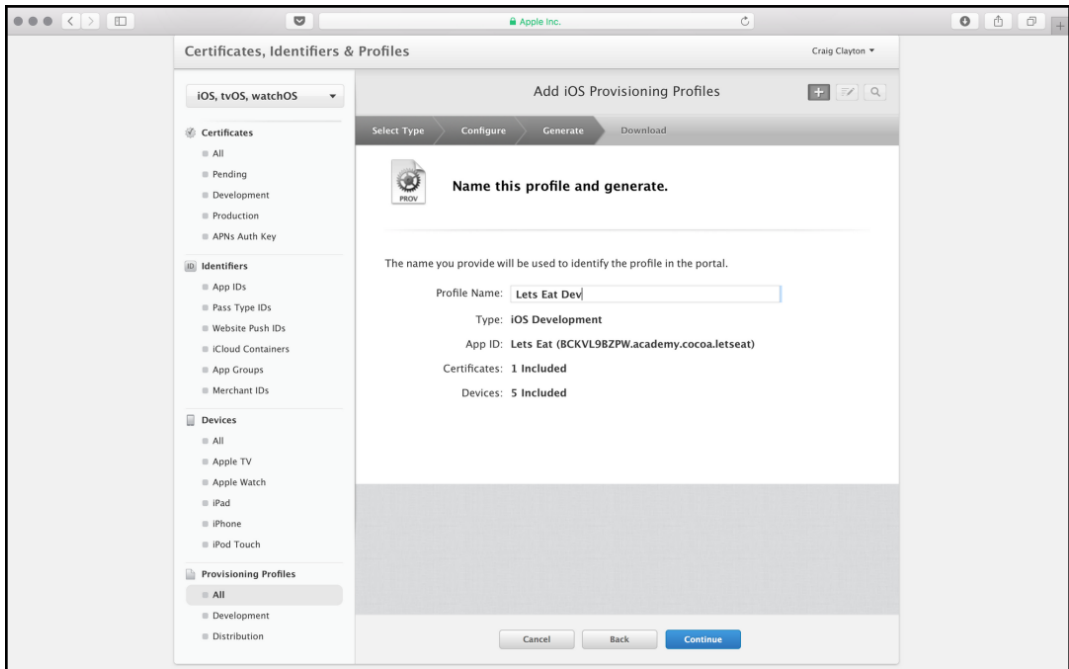 Apple Inc.
Certificates, Identifiers & Profiles
Craig Clayton
iOS, tvOS, watchOS
Certificates
All
Pending
Development
Production
APNs Auth Key
ID Identifiers
App IDs
Pass Type IDs
Website Push IDs
iCloud Containers
App Groups
Merchant IDs
Devices
All
Apple TV
Apple Watch
iPad
iPhone
iPod Touch
Provisioning Profiles
All
Development
Distribution
Add iOS Provisioning Profiles
Select Type Configure Generate Download
PROV
Name this profile and generate.
The name you provide will be used to identify the profile in the portal.
Profile Name: Lets Eat Dev
Type: iOS Development
App ID: Lets Eat (BCKVL9BZPW.academy.cocoa.letseat)
Certificates: 1 Included
Devices: 5 Included
Cancel Back Continue